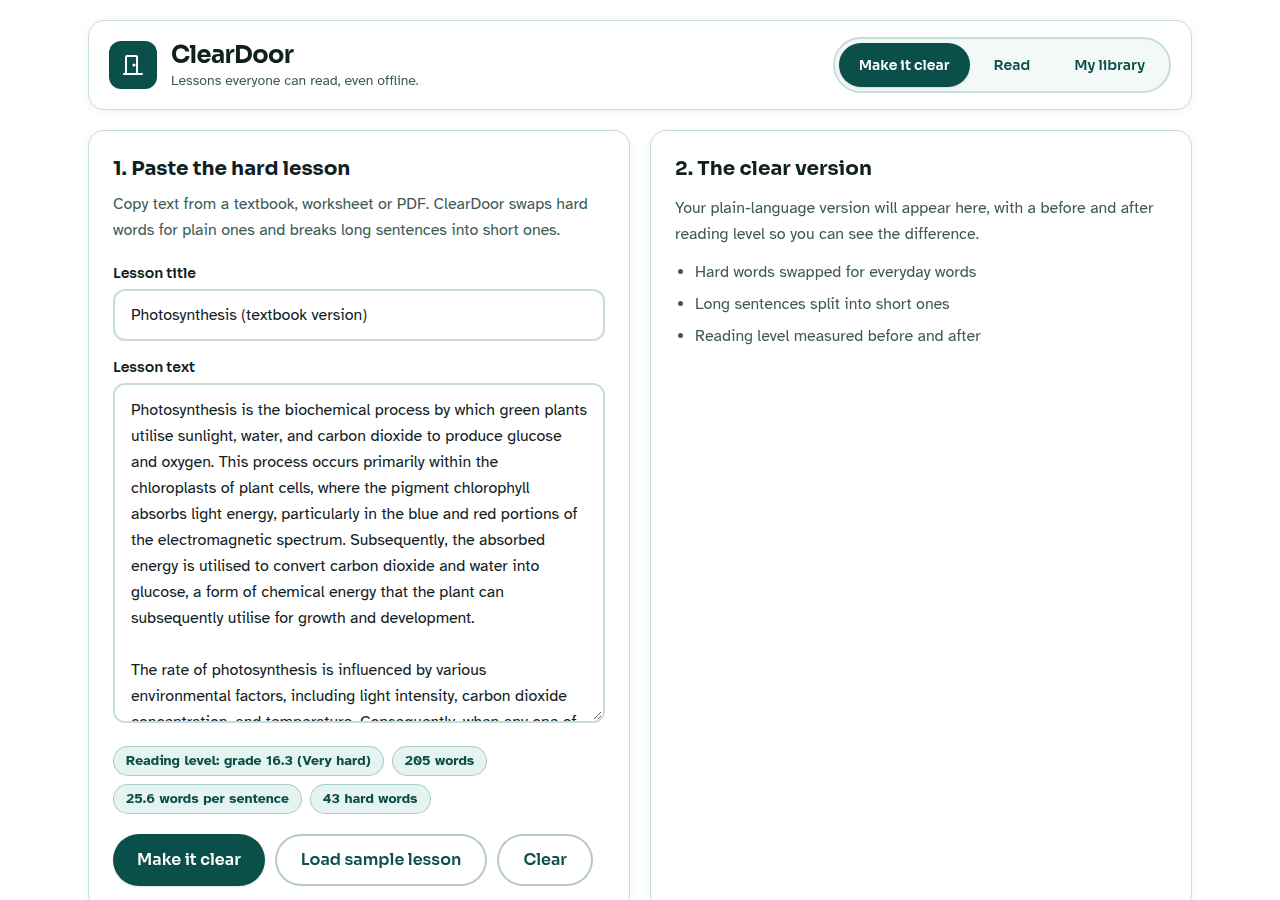 ClearDoor
Lessons everyone can read, even offline.
Make it clear
Read
My library
1. Paste the hard lesson
Copy text from a textbook, worksheet or PDF. ClearDoor swaps hard
words for plain ones and breaks long sentences into short ones.
Lesson title
Photosynthesis (textbook version)
Lesson text
Photosynthesis is the biochemical process by which green plants
utilise sunlight, water, and carbon dioxide to produce glucose
and oxygen. This process occurs primarily within the
chloroplasts of plant cells, where the pigment chlorophyll
absorbs light energy, particularly in the blue and red portions of
the electromagnetic spectrum. Subsequently, the absorbed
energy is utilised to convert carbon dioxide and water into
glucose, a form of chemical energy that the plant can
subsequently utilise for growth and development.
The rate of photosynthesis is influenced by various
environmental factors, including light intensity, carbon dioxide
concentration, and temperature. Consequently, when any one of
Reading level: grade 16.3 (Very hard)
205 words
25.6 words per sentence
43 hard words
Make it clear
Load sample lesson
Clear
2. The clear version
Your plain-language version will appear here, with a before and after
reading level so you can see the difference.
• Hard words swapped for everyday words
• Long sentences split into short ones
• Reading level measured before and after